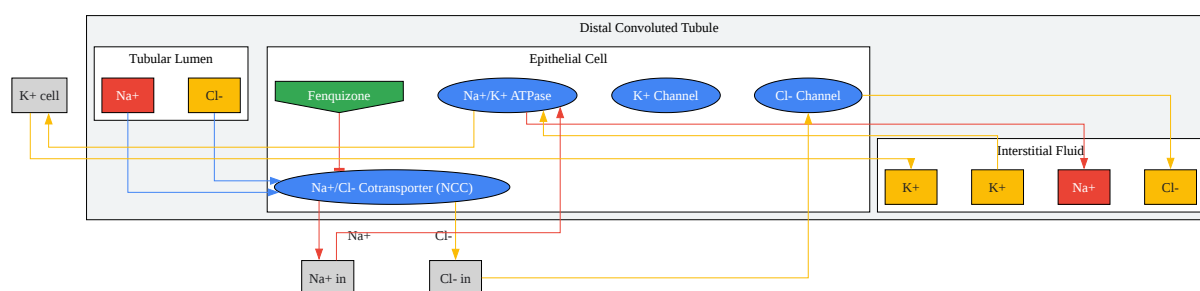 Distal Convoluted Tubule
Tubular Lumen
Epithelial Cell
K+ cell
Na+
Cl-
Fenquizone
Na+/K+ ATPase
K+ Channel
Cl- Channel
Interstitial Fluid
Na+/Cl- Cotransporter (NCC)
K+
K+
Na+
Cl-
Na+
Cl-
Na+ in
Cl- in